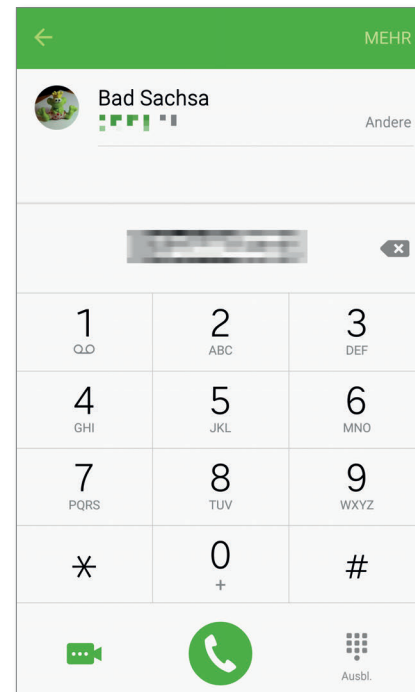 MEHR
Bad Sachsa
Andere
1 2 3
ABC DEF
4 5 6
GHI JKL MNO
7 8 9
PQRS TUV WXYZ
* 0 #
+
Ausbl.